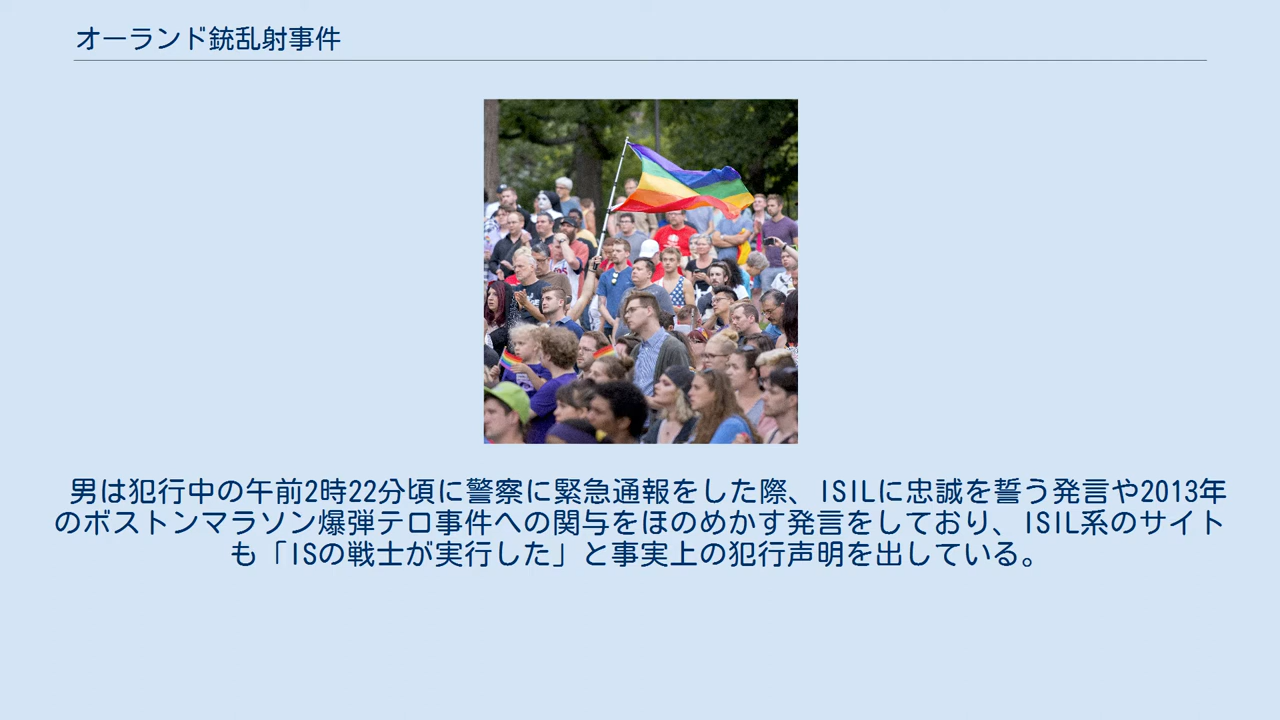 オーランド銃乱射事件
男は犯行中の午前2時22分頃に警察に緊急通報をした際、ISILに忠誠を誓う発言や2013年
のボストンマラソン爆弾テロ事件への関与をほのめかす発言をしており、ISIL系のサイト
も「ISの戦士が実行した」と事実上の犯行声明を出している。